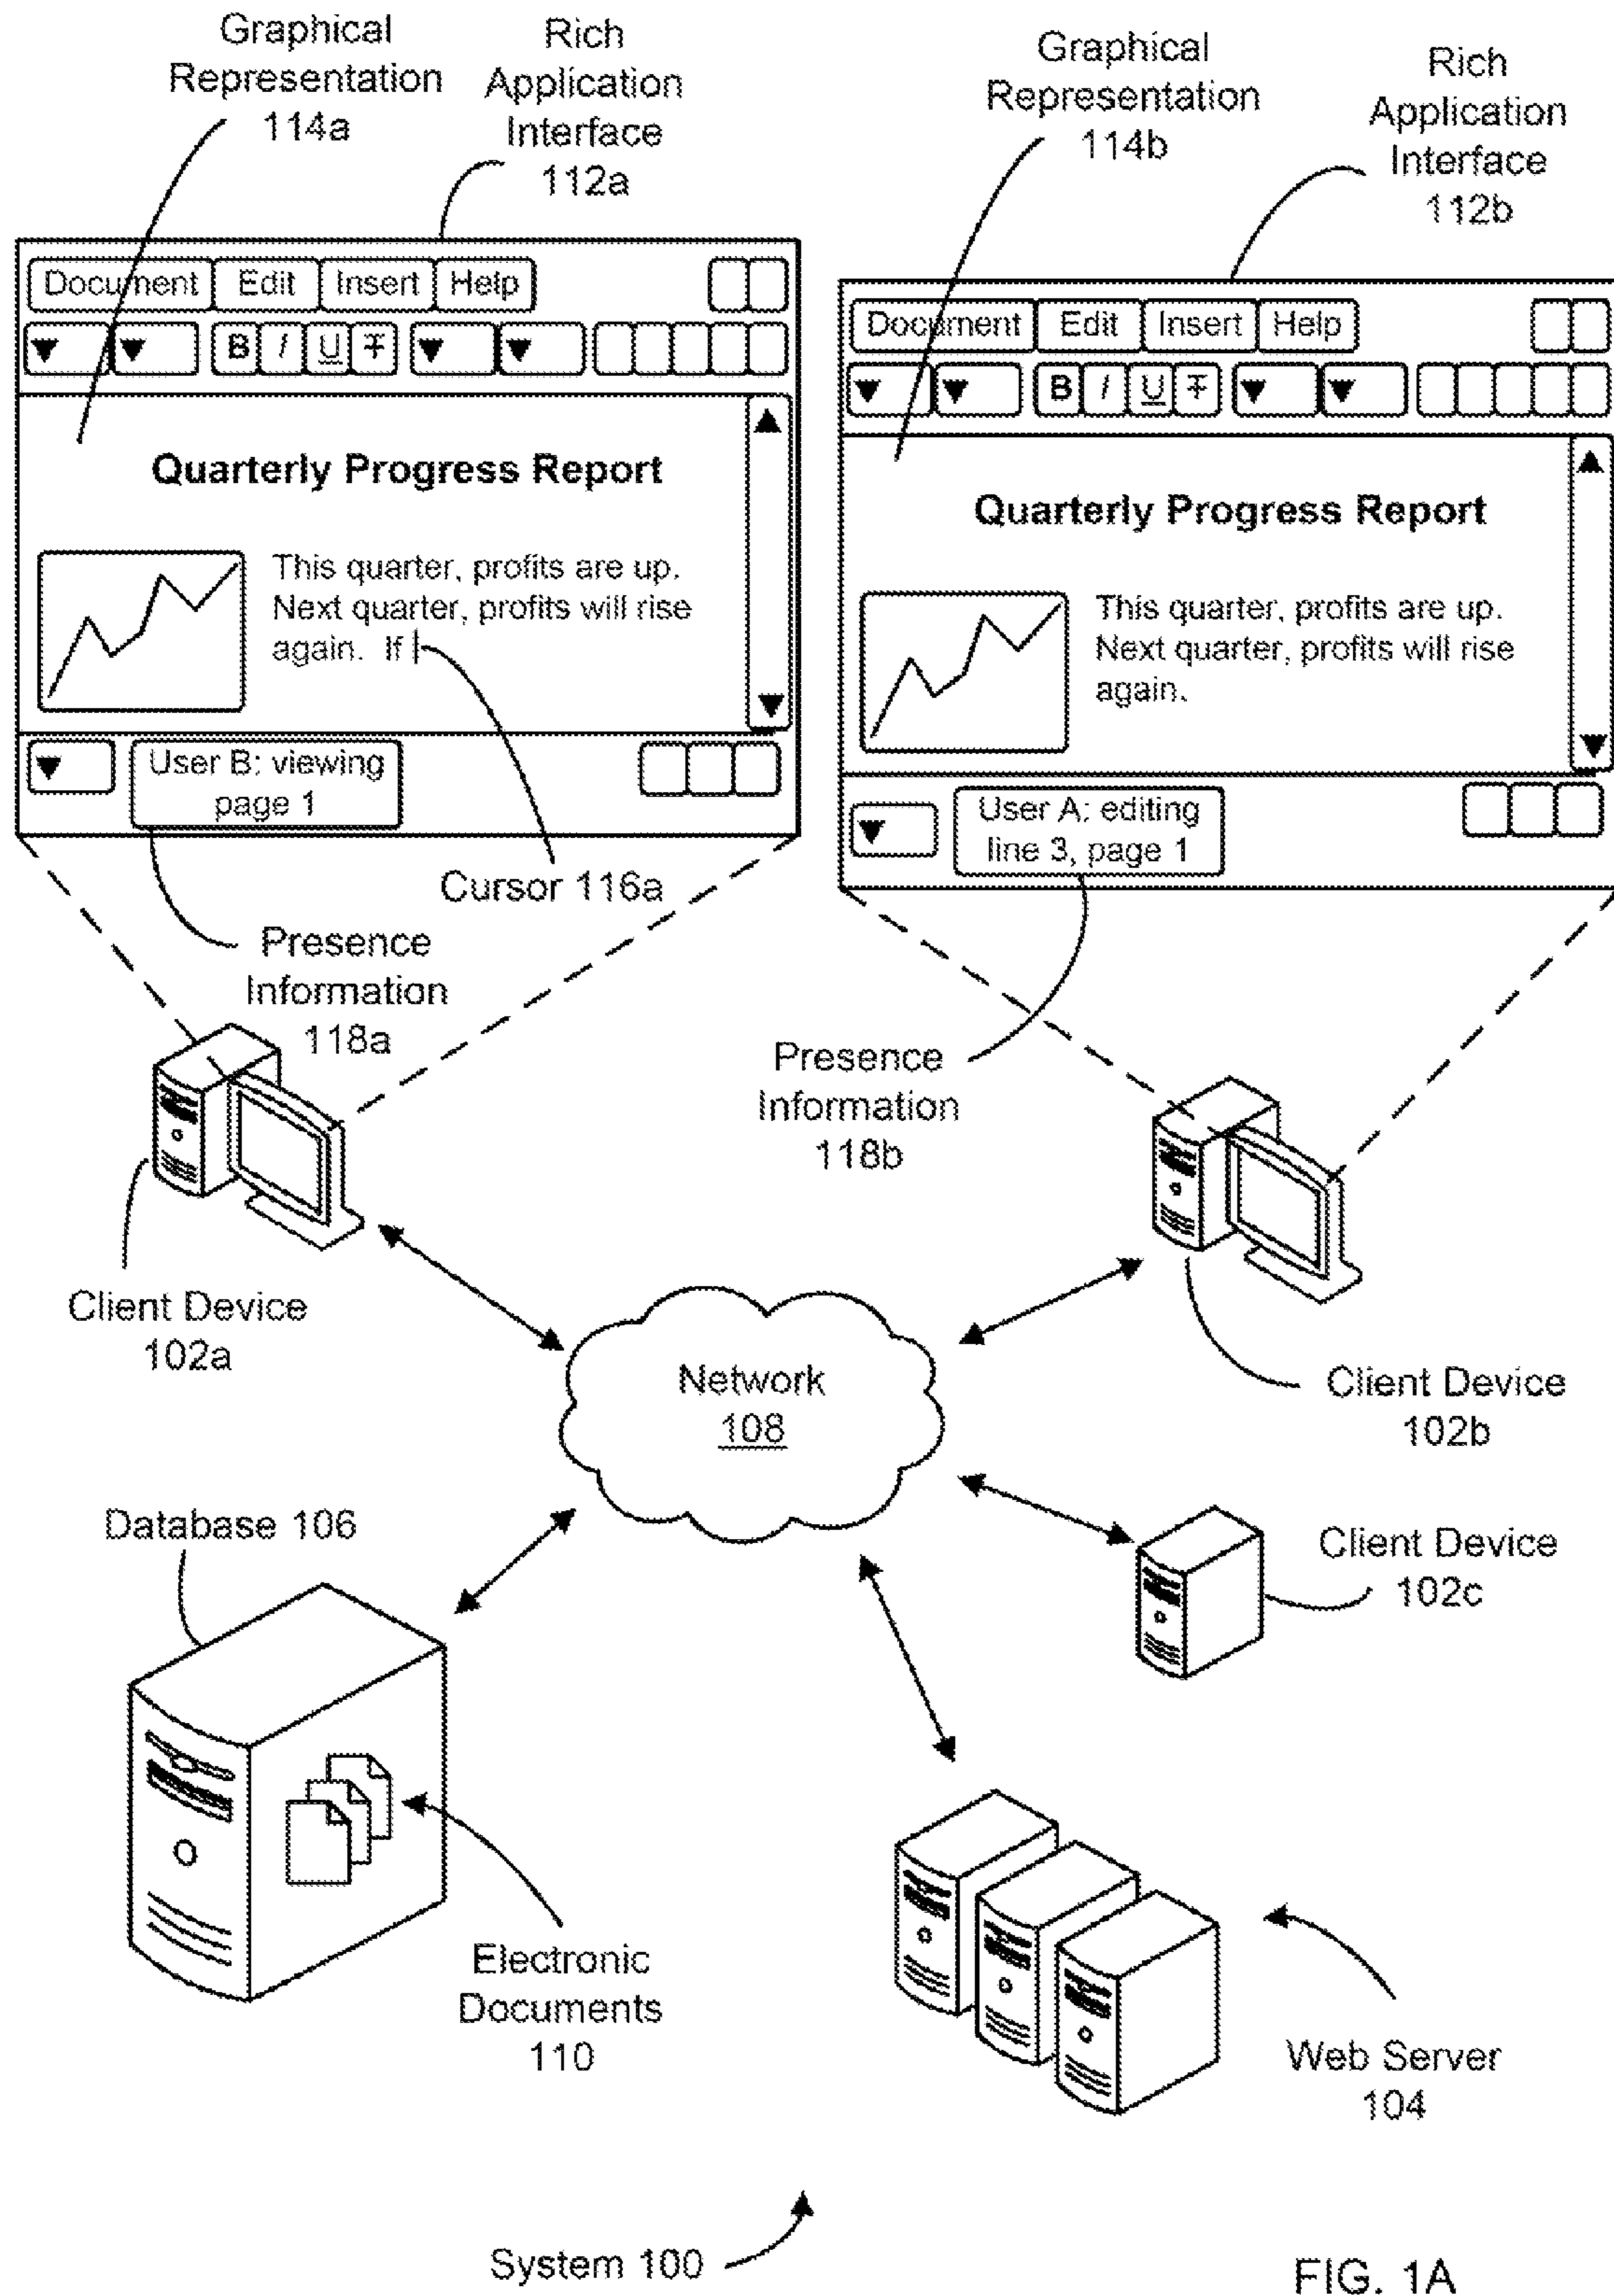 Graphical
Representation
114a
Rich
Application
Interface
112a
Graphical
Representation
114b
Rich
Application
Interface
112b
Document Edit Insert Help
B I U T
Quarterly Progress Report
This quarter, profits are up.
Next quarter, profits will rise
again. If
User B: viewing
page 1
Cursor 116a
Presence
Information
118a
Document Edit Insert Help
B I U T
Quarterly Progress Report
This quarter, profits are up.
Next quarter, profits will rise
again.
User A: editing
line 3, page 1
Presence
Information
118b
Client Device
102a
Network
108
Client Device
102b
Database 106
Client Device
102c
Electronic
Documents
110
Web Server
104
System 100
FIG. 1A